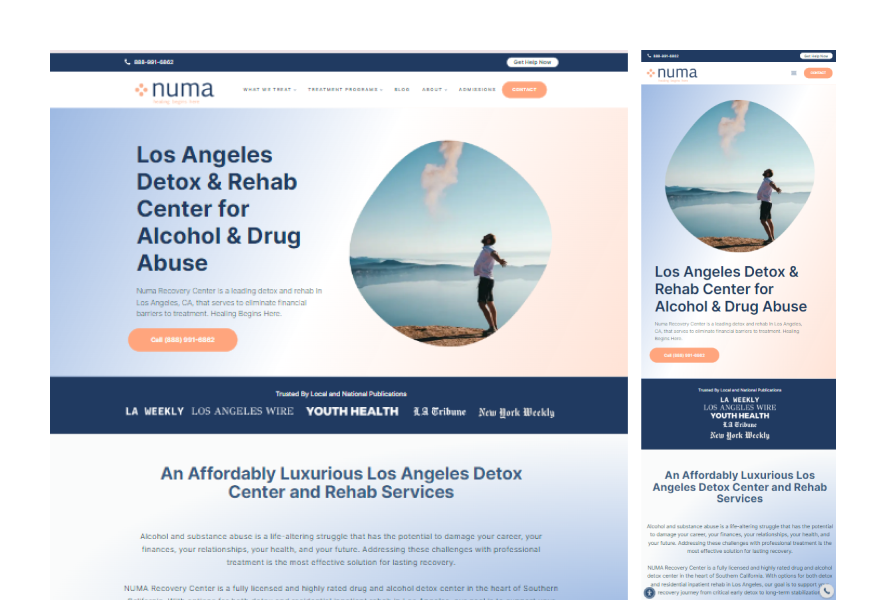 888-991-6862
Get Help Now
numa
healing begins here
WHAT WE TREAT
TREATMENT PROGRAMS
BLOG
ABOUT
ADMISSIONS
CONTACT
Los Angeles
Detox & Rehab
Center for
Alcohol & Drug
Abuse
Numa Recovery Center is a leading detox and rehab in
Los Angeles, CA, that serves to eliminate financial
barriers to treatment. Healing Begins Here.
Call (888) 991-6862
Trusted By Local and National Publications
LA WEEKLY
LOS ANGELES WIRE
YOUTH HEALTH
LA Tribune
New York Weekly
An Affordably Luxurious Los Angeles Detox
Center and Rehab Services
Alcohol and substance abuse is a life-altering struggle that has the potential to damage your career, your
finances, your relationships, your health, and your future. Addressing these challenges with professional
treatment is the most effective solution for lasting recovery.
NUMA Recovery Center is a fully licensed and highly rated drug and alcohol detox center in the heart of Southern
888-991-6862
Get Help Now
numa
healing begins here
CONTACT
Los Angeles Detox &
Rehab Center for
Alcohol & Drug Abuse
Numa Recovery Center is a leading detox and rehab in Los Angeles,
CA, that serves to eliminate financial barriers to treatment. Healing
Begins Here.
Call (888) 991-6862
Trusted By Local and National Publications
LA WEEKLY
LOS ANGELES WIRE
YOUTH HEALTH
LA Tribune
New York Weekly
An Affordably Luxurious Los
Angeles Detox Center and Rehab
Services
Alcohol and substance abuse is a life-altering struggle that has the potential
to damage your career, your finances, your relationships, your health, and
your future. Addressing these challenges with professional treatment is the
most effective solution for lasting recovery.
NUMA Recovery Center is a fully licensed and highly rated drug and alcohol
detox center in the heart of Southern California. With options for both detox
and residential inpatient rehab in Los Angeles, our goal is to support
recovery journey from critical early detox to long-term